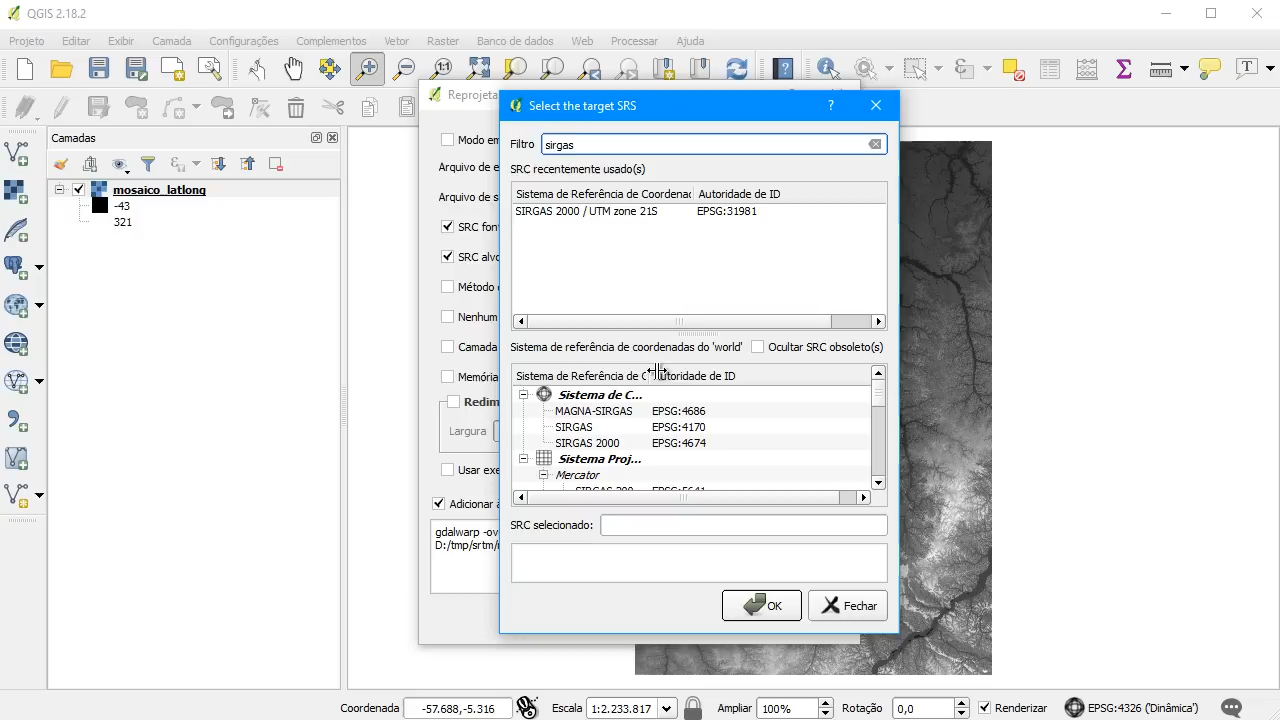 QGIS 2.18.2
Projeto Editar Exibir Camada Configurações Complementos Vetor Raster Banco de dados Web Processar Ajuda
Camadas
mosaico_latlong
-43
321
Reprojeta
Modo em
Arquivo de e
Arquivo de s
SRC fon
SRC alvo
Método
Nenhum
Camada
Memória
Redim
Largura
Usar exe
Adicionar à
gdalwarp -ov
D:/tmp/srtm/
Select the target SRS
Filtro sirgas
SRC recentemente usado(s)
Sistema de Referência de Coordenac Autoridade de ID
SIRGAS 2000 / UTM zone 21S EPSG:31981
Sistema de referência de coordenadas do 'world' Ocultar SRC obsoleto(s)
Sistema de Referência de C utoridade de ID
Sistema de C...
MAGNA-SIRGAS EPSG:4686
SIRGAS EPSG:4170
SIRGAS 2000 EPSG:4674
Sistema Proj...
Mercator
SIRGAS 200 EPSG:5641
SRC selecionado:
OK Fechar
Coordenada -57.688,-5.316 Escala 1:2.233.817 Ampliar 100% Rotação 0,0 Renderizar EPSG:4326 ('Dinâmica')